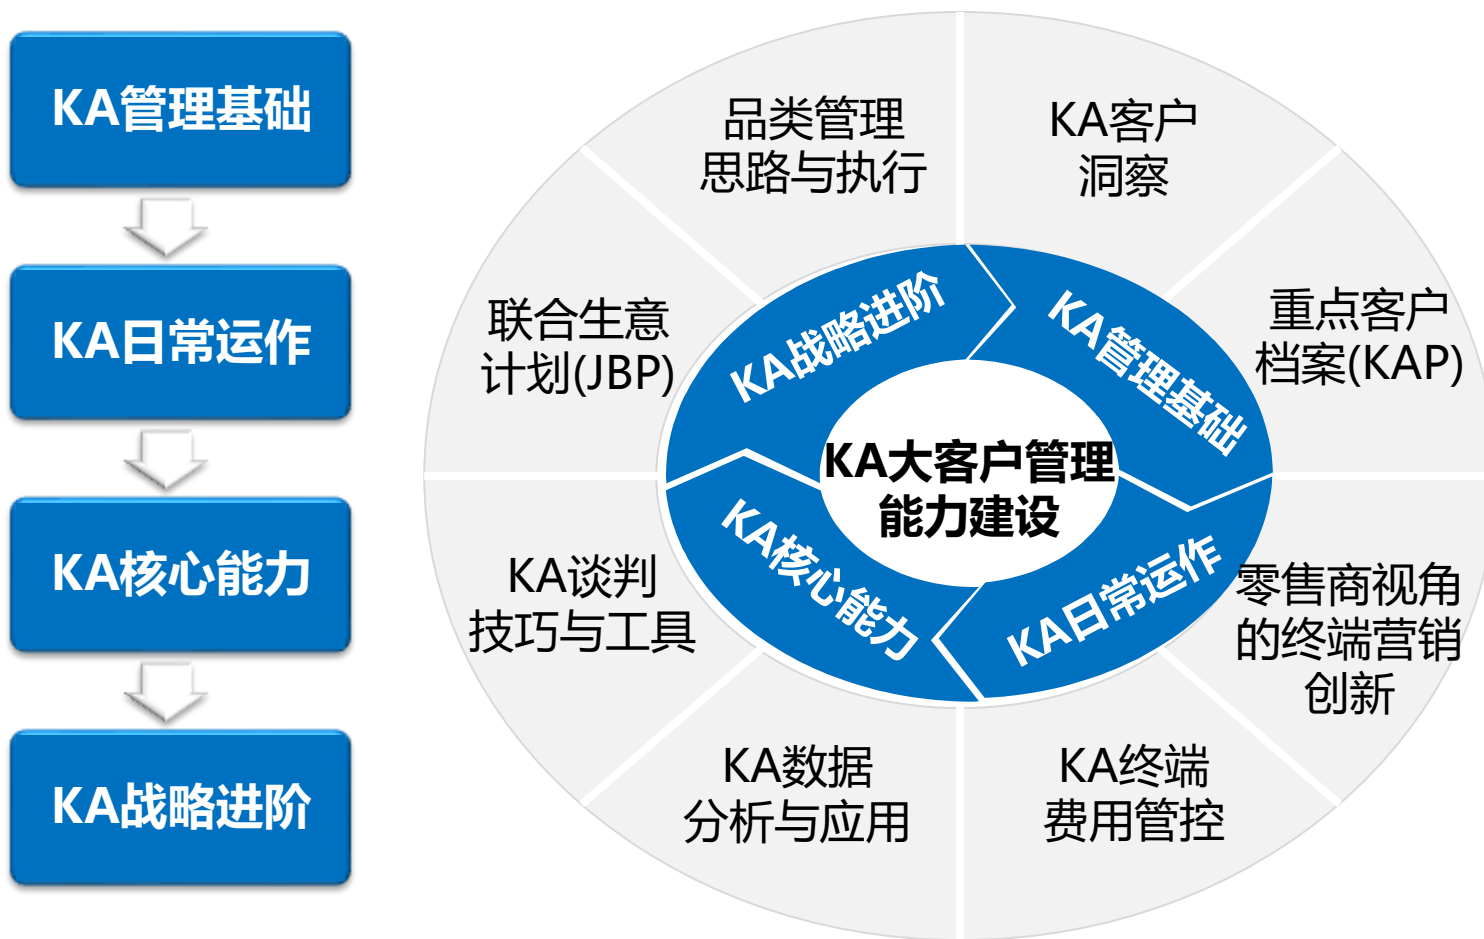 KA管理基础
KA日常运作
KA核心能力
KA战略进阶
品类管理
思路与执行
KA客户
洞察
联合生意
计划(JBP)
重点客户
档案(KAP)
KA战略进阶
KA管理基础
KA大客户管理
能力建设
KA核心能力
KA日常运作
KA谈判
技巧与工具
零售商视角
的终端营销
创新
KA数据
分析与应用
KA终端
费用管控